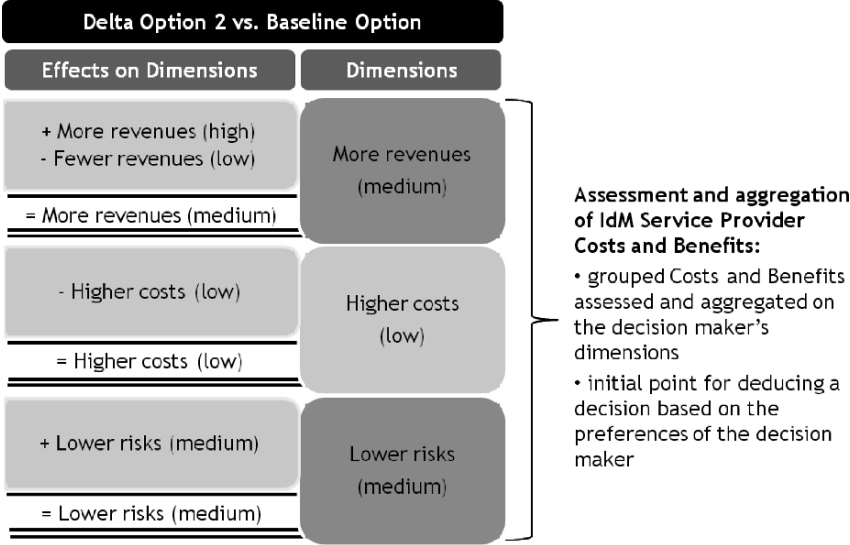 Delta Option 2 vs. Baseline Option
Effects on Dimensions
Dimensions
+ More revenues (high)
- Fewer revenues (low)
= More revenues (medium)
More revenues
(medium)
- Higher costs (low)
= Higher costs (low)
Higher costs
(low)
+ Lower risks (medium)
= Lower risks (medium)
Lower risks
(medium)
Assessment and aggregation
of IdM Service Provider
Costs and Benefits:
• grouped Costs and Benefits
assessed and aggregated on
the decision maker's
dimensions
• initial point for deducing a
decision based on the
preferences of the decision
maker